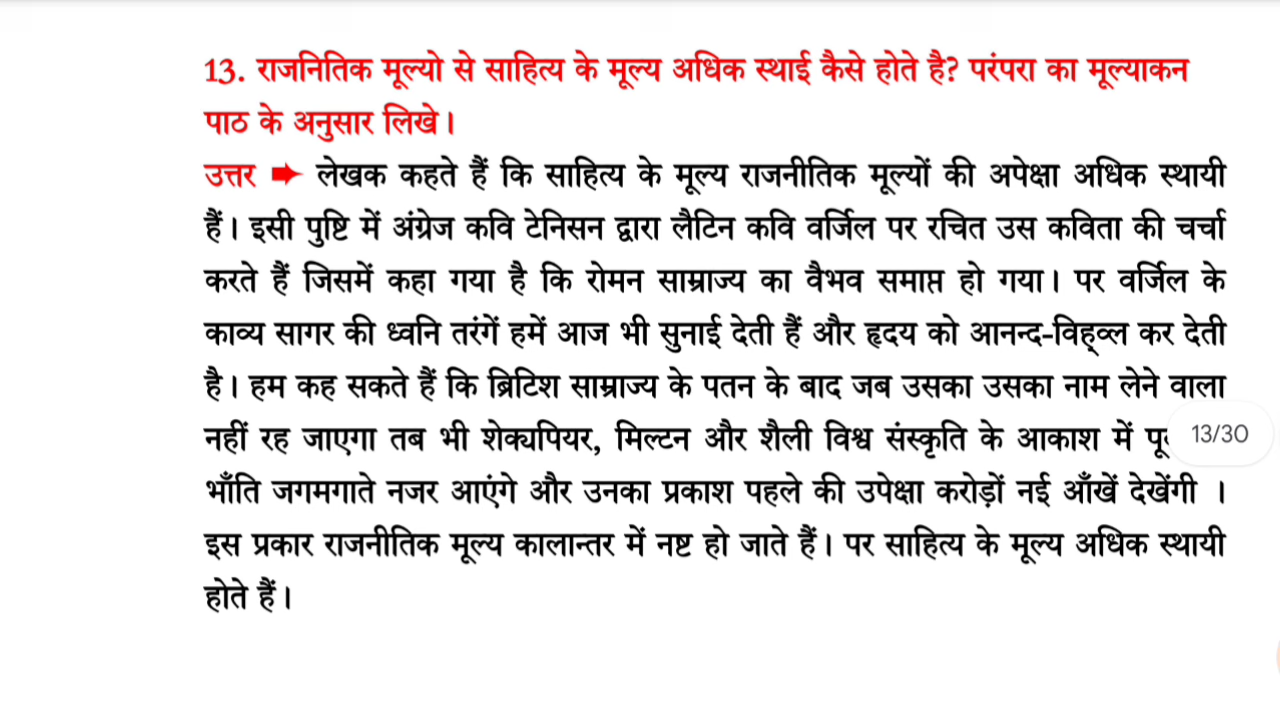 13. राजनितिक मूल्यो से साहित्य के मूल्य अधिक स्थाई कैसे होते है? परंपरा का मूल्याकन
पाठ के अनुसार लिखे।
उत्तर ➨ लेखक कहते हैं कि साहित्य के मूल्य राजनीतिक मूल्यों की अपेक्षा अधिक स्थायी
हैं। इसी पुष्टि में अंग्रेज कवि टेनिसन द्वारा लैटिन कवि वर्जिल पर रचित उस कविता की चर्चा
करते हैं जिसमें कहा गया है कि रोमन साम्राज्य का वैभव समाप्त हो गया। पर वर्जिल के
काव्य सागर की ध्वनि तरंगें हमें आज भी सुनाई देती हैं और हृदय को आनन्द-विह्व्ल कर देती
है। हम कह सकते हैं कि ब्रिटिश साम्राज्य के पतन के बाद जब उसका उसका नाम लेने वाला
नहीं रह जाएगा तब भी शेक्यपियर, मिल्टन और शैली विश्व संस्कृति के आकाश में 13/30
भाँति जगमगाते नजर आएंगे और उनका प्रकाश पहले की उपेक्षा करोड़ों नई आँखें देखेंगी ।
इस प्रकार राजनीतिक मूल्य कालान्तर में नष्ट हो जाते हैं। पर साहित्य के मूल्य अधिक स्थायी
होते हैं।